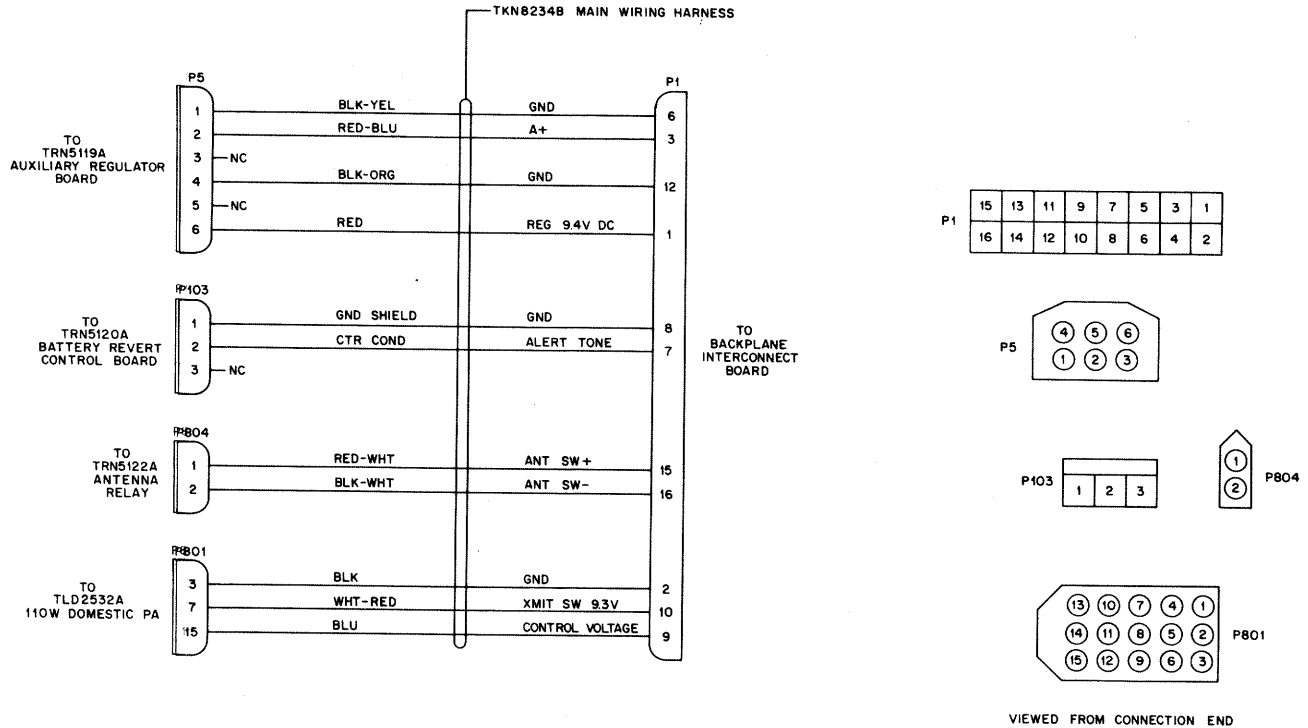 TKN8234B MAIN WIRING HARNESS
P5
P1
TO
TRN5119A
AUXILIARY REGULATOR
BOARD
1 BLK-YEL GND 6
2 RED-BLU A+ 3
3 NC
4 BLK-ORG GND 12
5 NC
6 RED REG 9.4V DC 1
P103
TO
TRN5120A
BATTERY REVERT
CONTROL BOARD
1 GND SHIELD GND 8
2 CTR COND ALERT TONE 7
3 NC
TO
BACKPLANE
INTERCONNECT
BOARD
P804
TO
TRN5122A
ANTENNA
RELAY
1 RED-WHT ANT SW+ 15
2 BLK-WHT ANT SW- 16
P801
TO
TLD2532A
110W DOMESTIC PA
3 BLK GND 2
7 WHT-RED XMIT SW 9.3V 10
15 BLU CONTROL VOLTAGE 9
P1
15 13 11 9 7 5 3 1
16 14 12 10 8 6 4 2
P5
4 5 6
1 2 3
P103
1 2 3
1
2
P804
13 10 7 4 1
14 11 8 5 2
15 12 9 6 3
P801
VIEWED FROM CONNECTION END